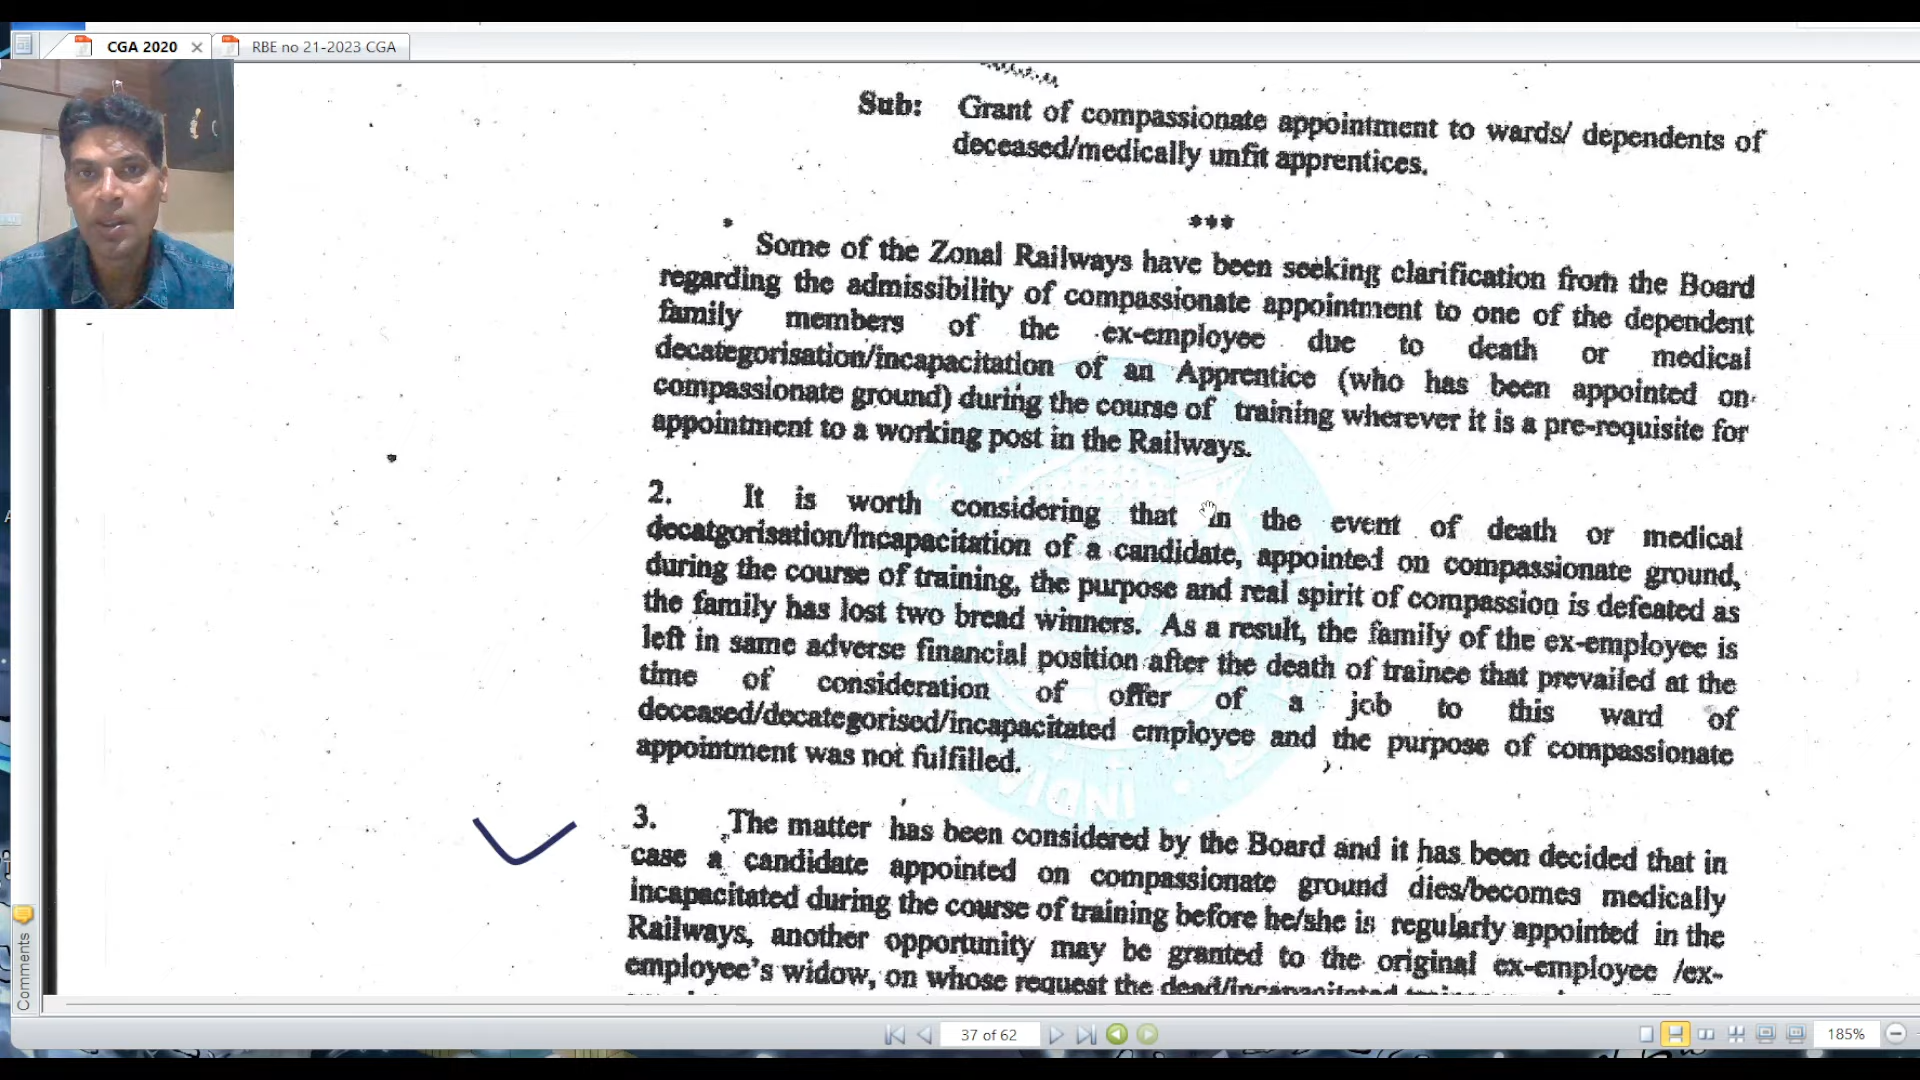 CGA 2020
RBE no 21-2023 CGA
Sub: Grant of compassionate appointment to wards/ dependents of
deceased/medically unfit apprentices.
***
Some of the Zonal Railways have been seeking clarification from the Board
regarding the admissibility of compassionate appointment to one of the dependent
family members of the ex-employee due to death or medical
decategorisation/incapacitation of an Apprentice (who has been appointed on
compassionate ground) during the course of training wherever it is a pre-requisite for
appointment to a working post in the Railways.
2. It is worth considering that in the event of death or medical
decatgorisation/incapacitation of a candidate, appointed on compassionate ground,
during the course of training, the purpose and real spirit of compassion is defeated as
the family has lost two bread winners. As a result, the family of the ex-employee is
left in same adverse financial position after the death of trainee that prevailed at the
time of consideration of offer of a job to this ward of
deceased/decategorised/incapacitated employee and the purpose of compassionate
appointment was not fulfilled.
3. The matter has been considered by the Board and it has been decided that in
case a candidate appointed on compassionate ground dies/becomes medically
incapacitated during the course of training before he/she is regularly appointed in the
Railways, another opportunity may be granted to the original ex-employee /ex-
employee's widow, on whose request the dead/incapacitated
INDIA
Comments
37 of 62
185%